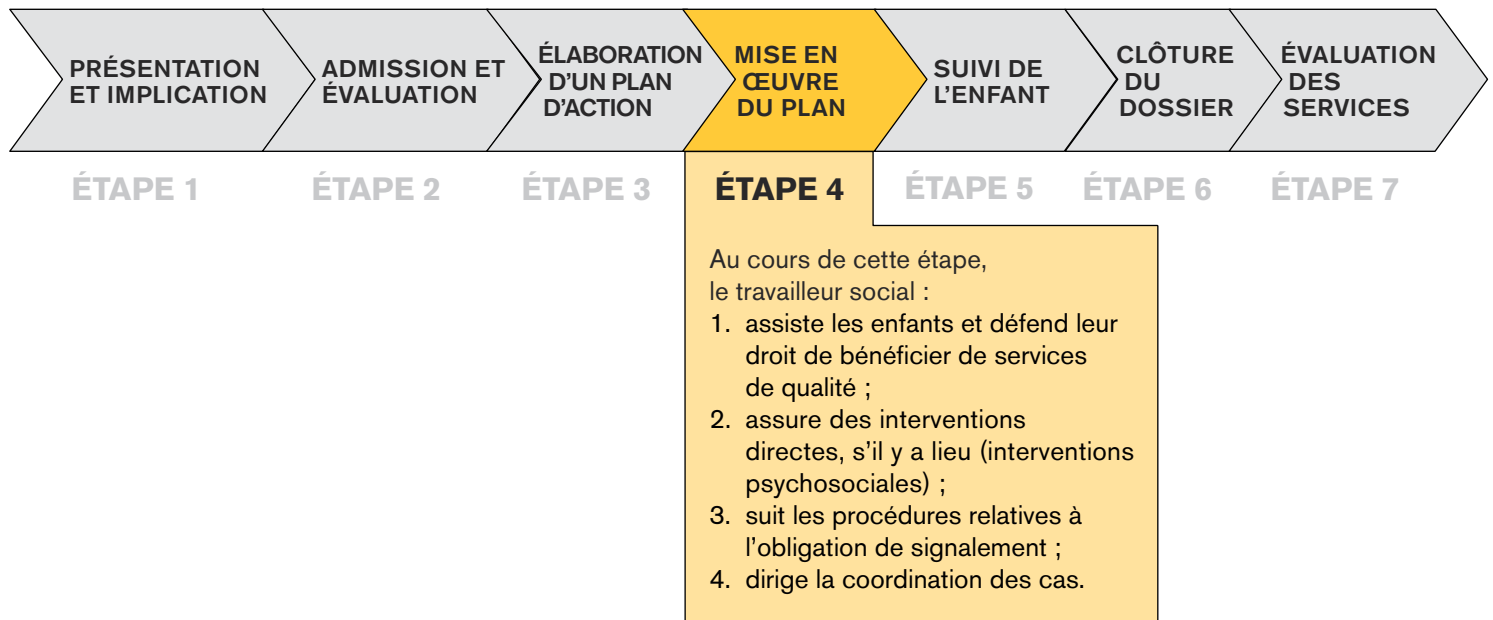 PRÉSENTATION
ET IMPLICATION
ADMISSION ET
ÉVALUATION
ÉLABORATION
D'UN PLAN
D'ACTION
MISE EN
ŒUVRE
DU PLAN
SUIVI DE
L'ENFANT
CLÔTURE
DU
DOSSIER
ÉVALUATION
DES
SERVICES
ÉTAPE 1
ÉTAPE 2
ÉTAPE 3
ÉTAPE 4
ÉTAPE 5
ÉTAPE 6
ÉTAPE 7
Au cours de cette étape,
le travailleur social :
1. assiste les enfants et défend leur
droit de bénéficier de services
de qualité ;
2. assure des interventions
directes, s'il y a lieu (interventions
psychosociales) ;
3. suit les procédures relatives à
l'obligation de signalement ;
4. dirige la coordination des cas.